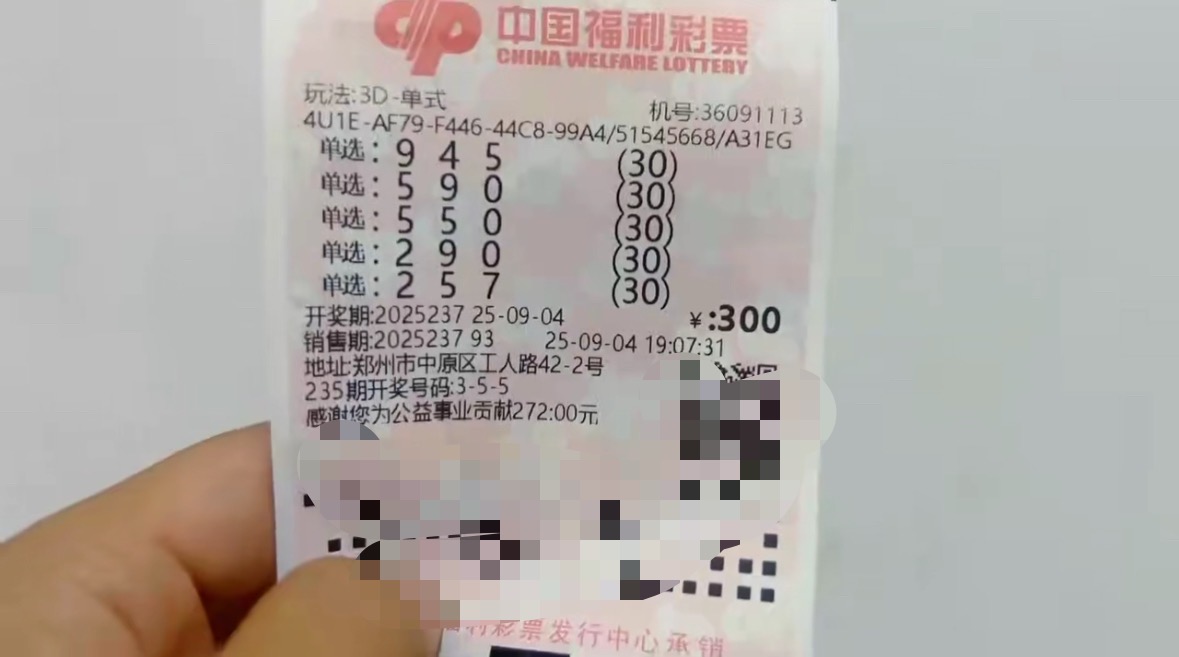 中国福利彩票
CHINA WELFARE LOTTERY
玩法:3D-单式
机号:36091113
4U1E-AF79-F446-44C8-99A4/51545668/A31EG
单选: 9 4 5 (30)
单选: 5 9 0 (30)
单选: 5 5 0 (30)
单选: 2 9 0 (30)
单选: 2 5 7 (30)
开奖期:2025237 25-09-04 ¥:300
销售期:2025237 93 25-09-04 19:07:31
地址:郑州市中原区工人路42-2号
235期开奖号码:3-5-5
感谢您为公益事业贡献272:00元
福利彩票发行中心承销